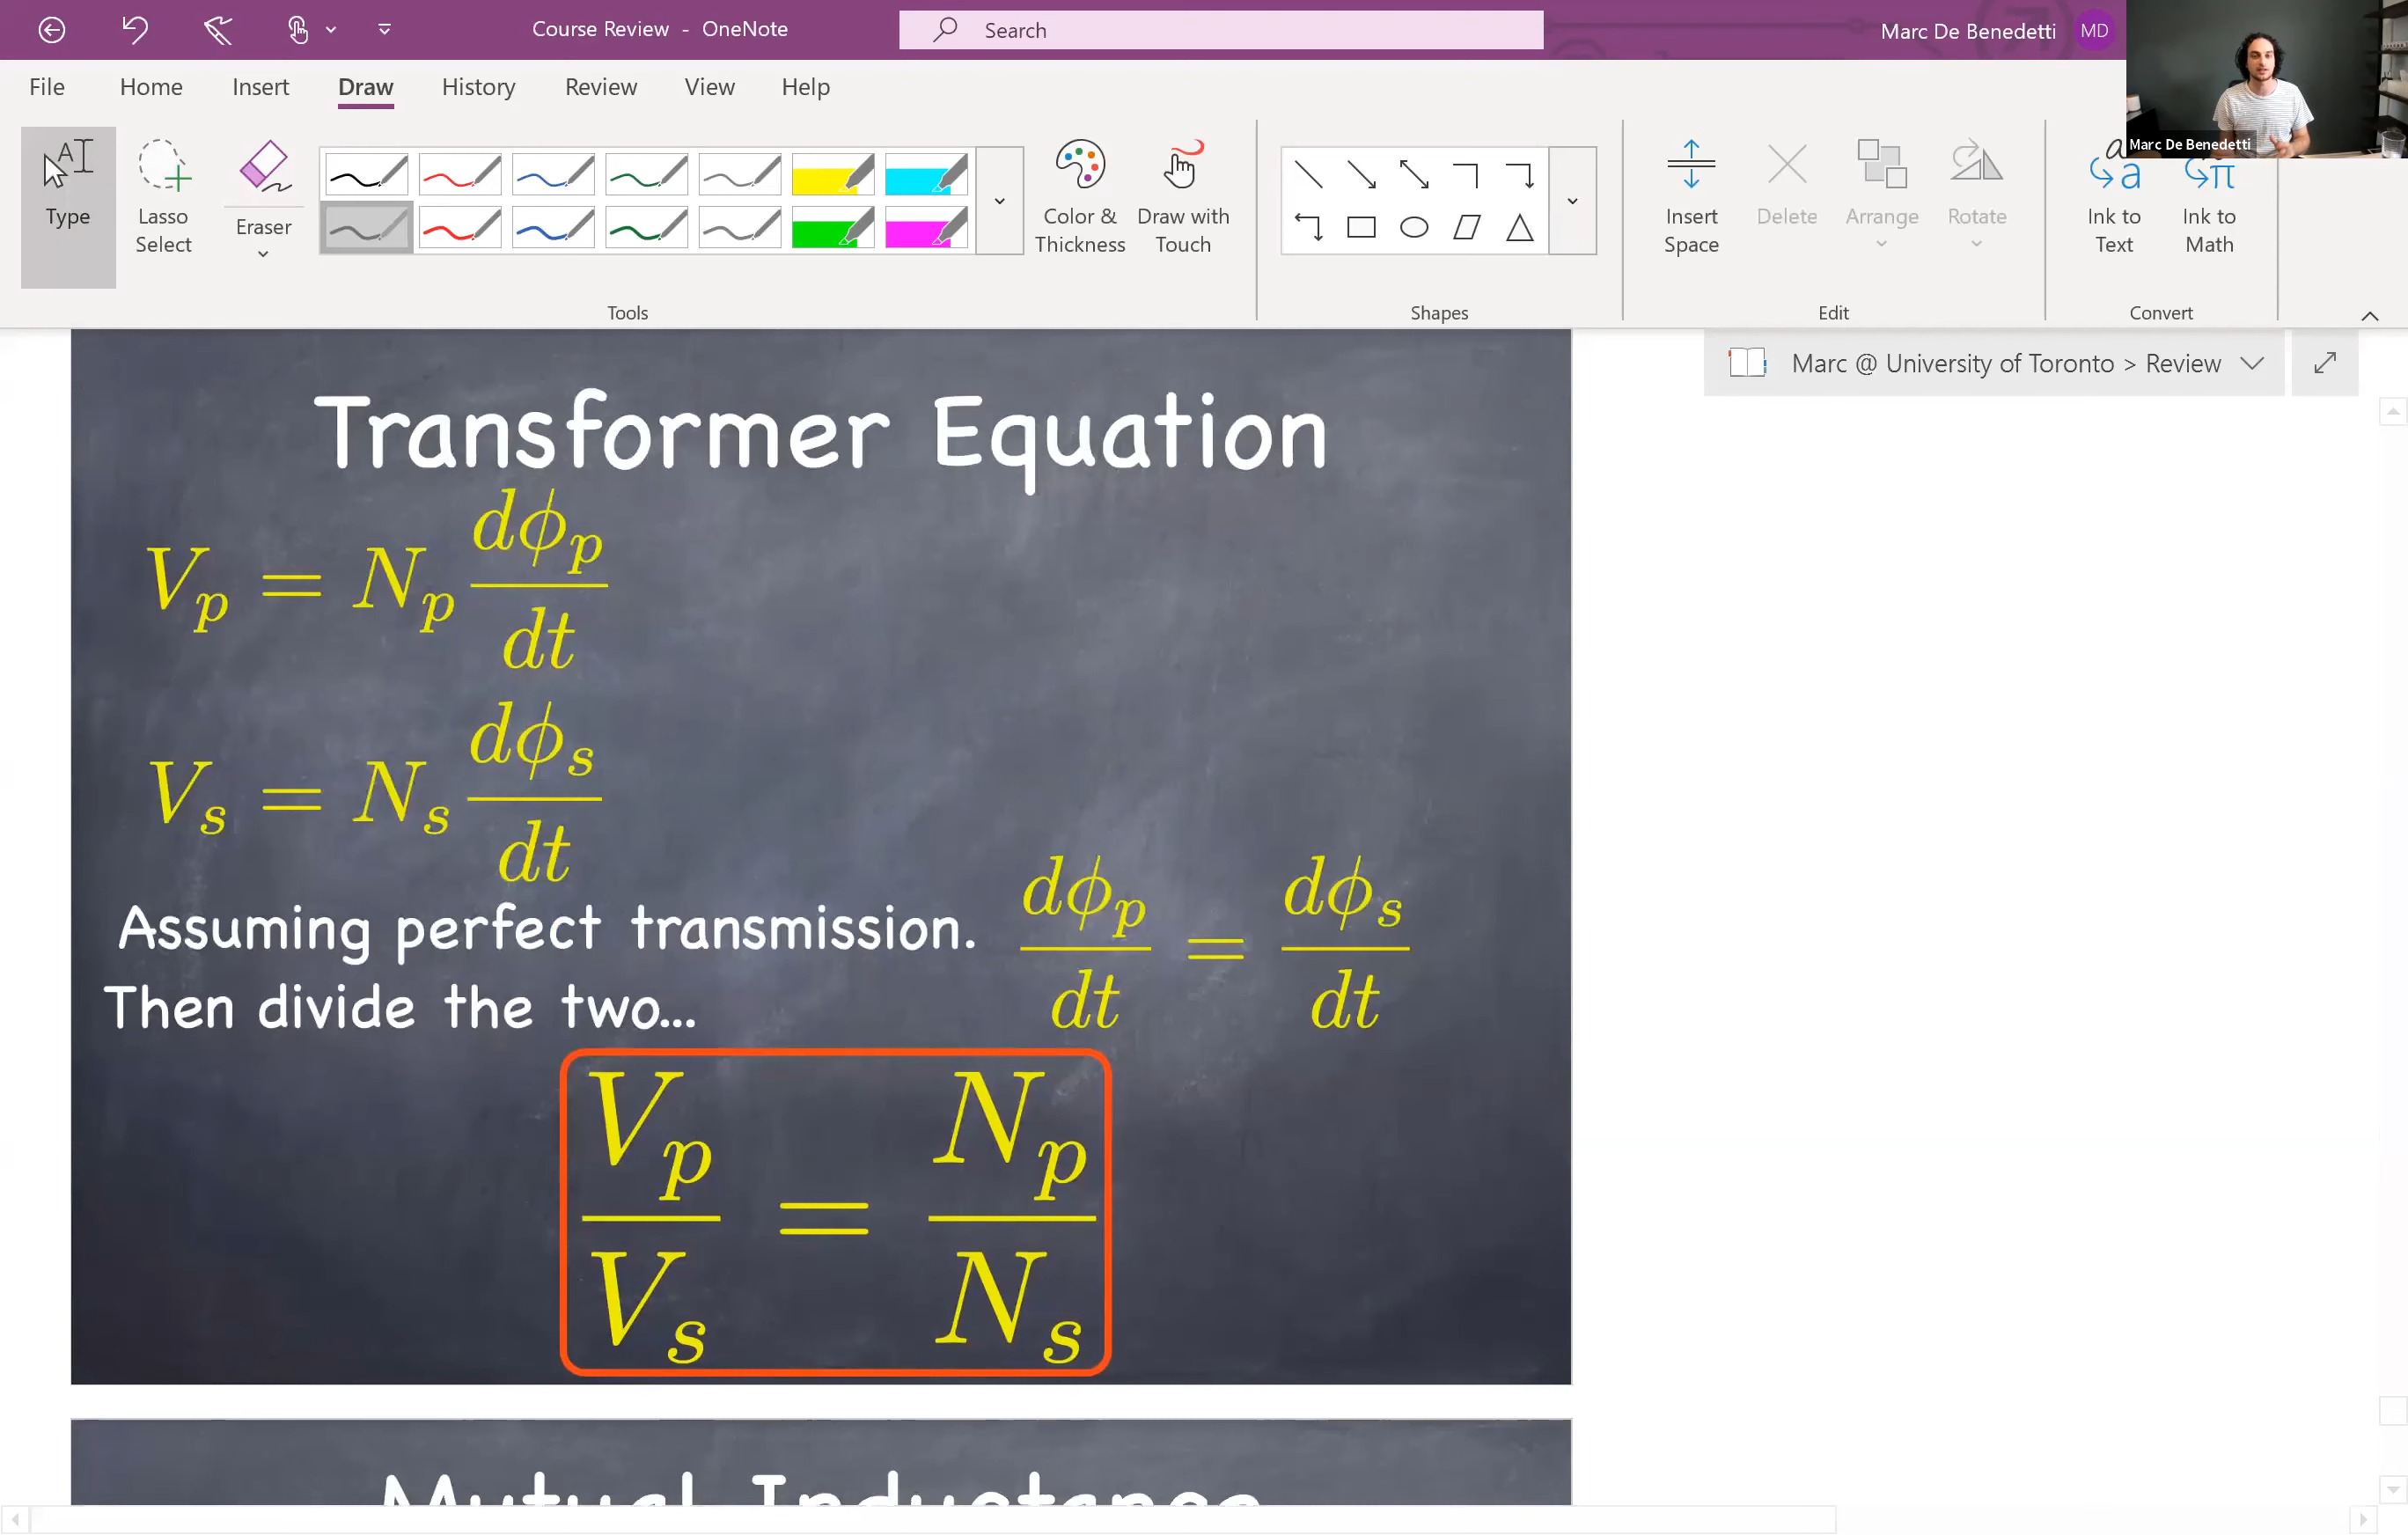 Course Review - OneNote
Search
Marc De Benedetti
MD
File Home Insert Draw History Review View Help
Type
Lasso Select
Eraser
Color & Thickness
Draw with Touch
Insert Space
Delete
Arrange
Rotate
Ink to Text
Ink to Math
Tools
Shapes
Edit
Convert
Marc De Benedetti
Marc @ University of Toronto > Review
Transformer Equation
V_p = N_p dϕ_p/dt
V_s = N_s dϕ_s/dt
Assuming perfect transmission. dϕ_p/dt = dϕ_s/dt
Then divide the two...
V_p/V_s = N_p/N_s
Mutual Inductance